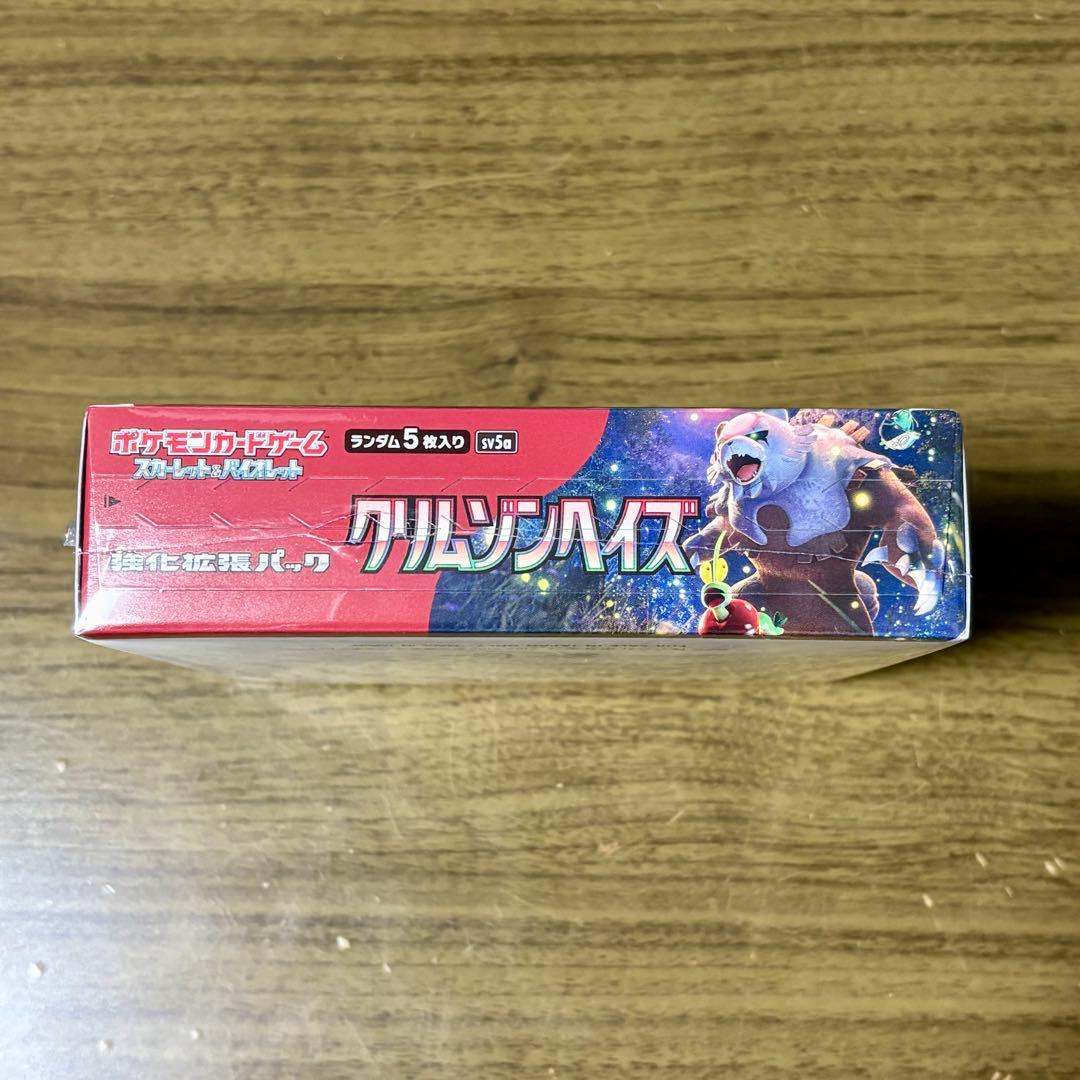 ポケモンカードゲーム
スカーレット&バイオレット
ランダム5枚入り
sv5a
クリムゾンヘイズ
強化拡張パック